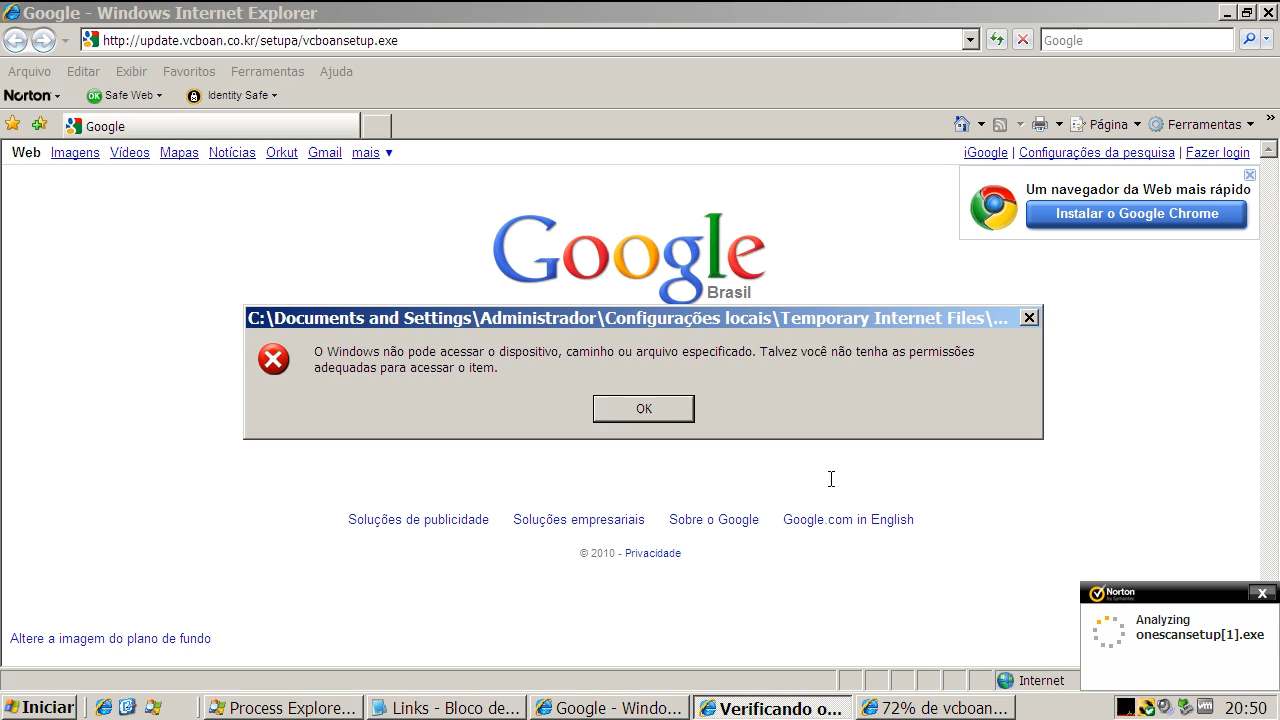 Google - Windows Internet Explorer
http://update.vcboan.co.kr/setupa/vcboansetup.exe
Google
Arquivo Editar Exibir Favoritos Ferramentas Ajuda
Norton
OK Safe Web
Identity Safe
Google
Página
Ferramentas
Web Imagens Vídeos Mapas Notícias Orkut Gmail mais ▼
iGoogle | Configurações da pesquisa | Fazer login
Um navegador da Web mais rápido
Instalar o Google Chrome
Google
Brasil
C:\Documents and Settings\Administrador\Configurações locais\Temporary Internet Files\...
O Windows não pode acessar o dispositivo, caminho ou arquivo especificado. Talvez você não tenha as permissões
adequadas para acessar o item.
OK
Soluções de publicidade Soluções empresariais Sobre o Google Google.com in English
© 2010 - Privacidade
Norton
by Symantec
Analyzing
onescansetup[1].exe
Altere a imagem do plano de fundo
Internet
Iniciar
Process Explore...
Links - Bloco de...
Google - Windo...
Verificando o...
72% de vcboan...
20:50